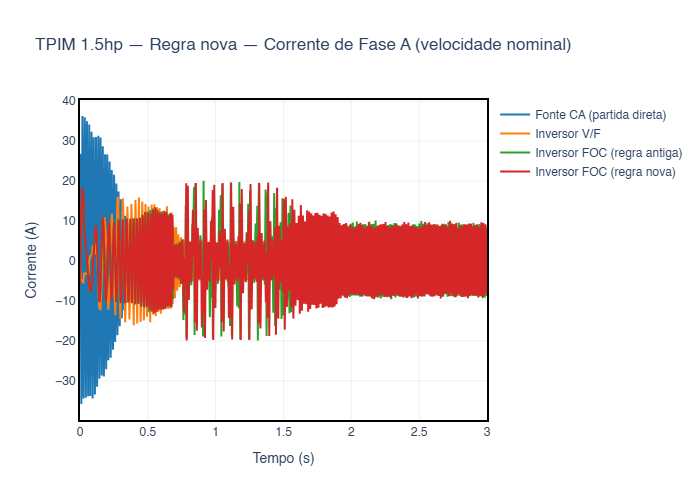 TPIM 1.5hp — Regra nova — Corrente de Fase A (velocidade nominal)
Fonte CA (partida direta)
Inversor V/F
Inversor FOC (regra antiga)
Inversor FOC (regra nova)
Corrente (A)
40
30
20
10
0
−10
−20
−30
0
0.5
1
1.5
2
2.5
3
Tempo (s)